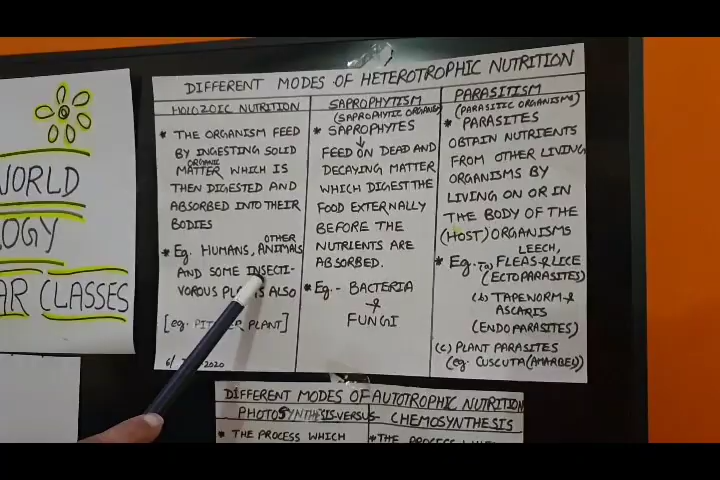 WORLD
OGY
AR CLASSES
DIFFERENT MODES OF HETEROTROPHIC NUTRITION
HOLOZOIC NUTRITION
* THE ORGANISM FEED
BY INGESTING SOLID
ORGANIC
MATTER WHICH IS
THEN DIGESTED AND
ABSORBED INTO THEIR
BODIES
* Eg. HUMANS, OTHER ANIMALS
AND SOME INSECTI-
VOROUS ALSO
[eg. PLANT]
2020
SAPROPHYTISM
(SAPROPHYTIC ORGANISMS)
* SAPROPHYTES
↓
FEED ON DEAD AND
DECAYING MATTER
WHICH DIGEST THE
FOOD EXTERNALLY
BEFORE THE
NUTRIENTS ARE
ABSORBED.
* Eg.- BACTERIA
&
FUNGI
PARASITISM
(PARASITIC ORGANISMS)
* PARASITES
OBTAIN NUTRIENTS
FROM OTHER LIVING
ORGANISMS BY
LIVING ON OR IN
THE BODY OF THE
(HOST) ORGANISMS
LEECH,
* Eg. (a) FLEAS & LICE
(ECTOPARASITES)
(b) TAPEWORM &
ASCARIS
(ENDOPARASITES)
(C) PLANT PARASITES
(eg. CUSCUTA (AMARBEL))
DIFFERENT MODES OF AUTOTROPHIC NUTRITION
PHOTOSYNTHESIS VERSUS CHEMOSYNTHESIS
* THE PROCESS WHICH
* THE PROCESS